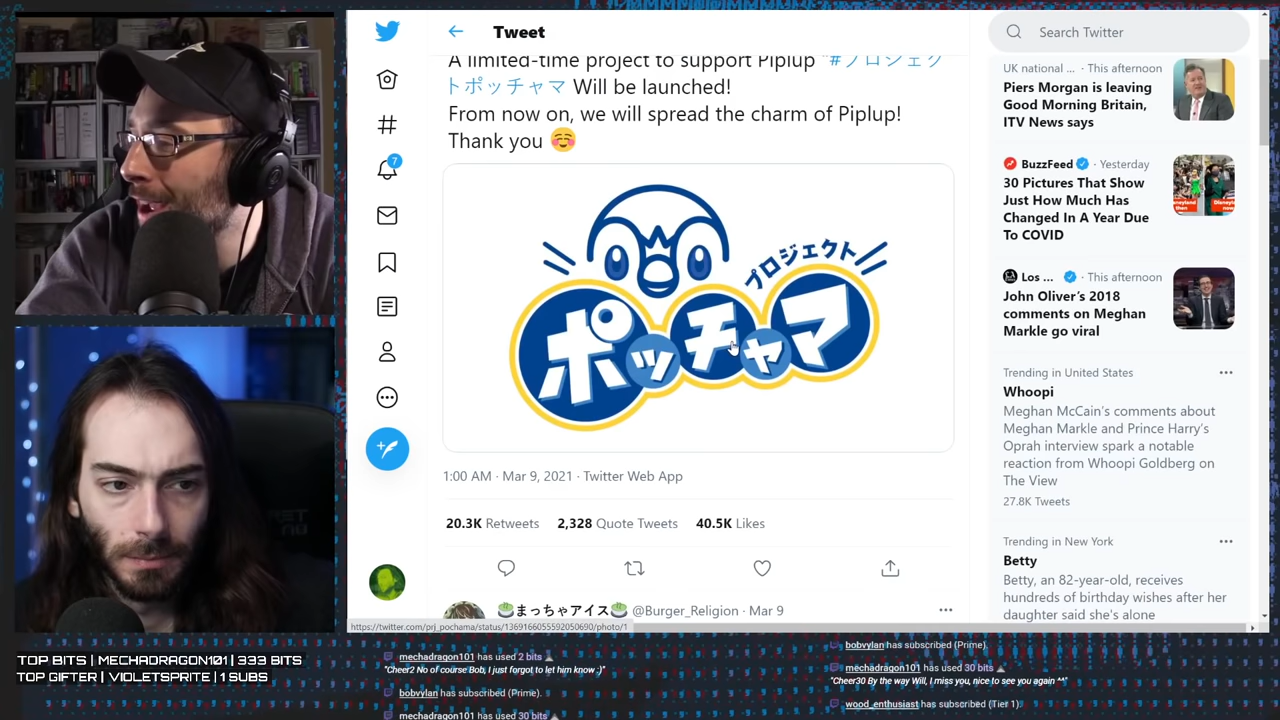 Tweet
A limited-time project to support Piplup "#プロジェク
トポッチャマ Will be launched!
From now on, we will spread the charm of Piplup!
Thank you
プロジェクト
ポッチャマ
1:00 AM · Mar 9, 2021 · Twitter Web App
20.3K Retweets 2,328 Quote Tweets 40.5K Likes
まっちゃアイス @Burger_Religion · Mar 9
https://twitter.com/prj_pochama/status/1369166055592050690/photo/1
7
Search Twitter
UK national ... · This afternoon
Piers Morgan is leaving
Good Morning Britain,
ITV News says
BuzzFeed · Yesterday
30 Pictures That Show
Just How Much Has
Changed In A Year Due
To COVID
Los ... · This afternoon
John Oliver's 2018
comments on Meghan
Markle go viral
Trending in United States
Whoopi
Meghan McCain's comments about
Meghan Markle and Prince Harry's
Oprah interview spark a notable
reaction from Whoopi Goldberg on
The View
27.8K Tweets
Trending in New York
Betty
Betty, an 82-year-old, receives
hundreds of birthday wishes after her
daughter said she's alone
TOP BITS | MECHADRAGON101 | 333 BITS
TOP GIFTER | VIOLETSPRITE | 1 SUBS
mechadragon101 has used 2 bits
"Cheer2 No of course Bob, I just forgot to let him know :)"
bobvylan has subscribed (Prime).
mechadragon101 has used 30 bits
bobvylan has subscribed (Prime).
mechadragon101 has used 30 bits
"Cheer30 By the way Will, I miss you, nice to see you again ^^"
wood_enthusiast has subscribed (Tier 1).